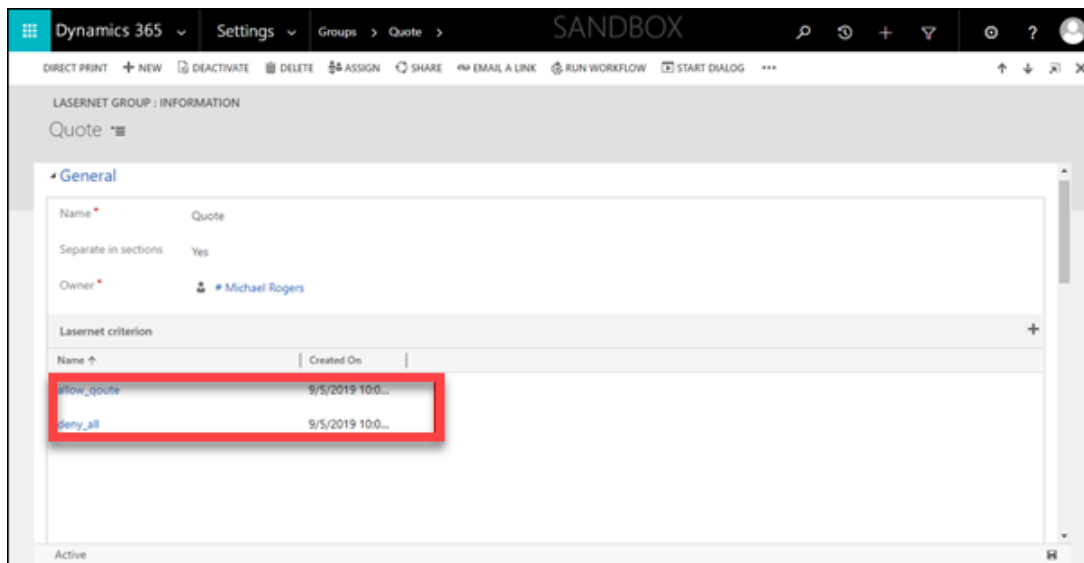 Dynamics 365 Settings Groups > Quote > SANDBOX ?
DIRECT PRINT + NEW DEACTIVATE DELETE ASSIGN SHARE EMAIL A LINK RUN WORKFLOW START DIALOG ...
LASERNET GROUP : INFORMATION
Quote
General
Name* Quote
Separate in sections Yes
Owner* # Michael Rogers
Lasernet criterion +
Name ↑ Created On
allow_qoute 9/5/2019 10:0...
deny_all 9/5/2019 10:0...
Active